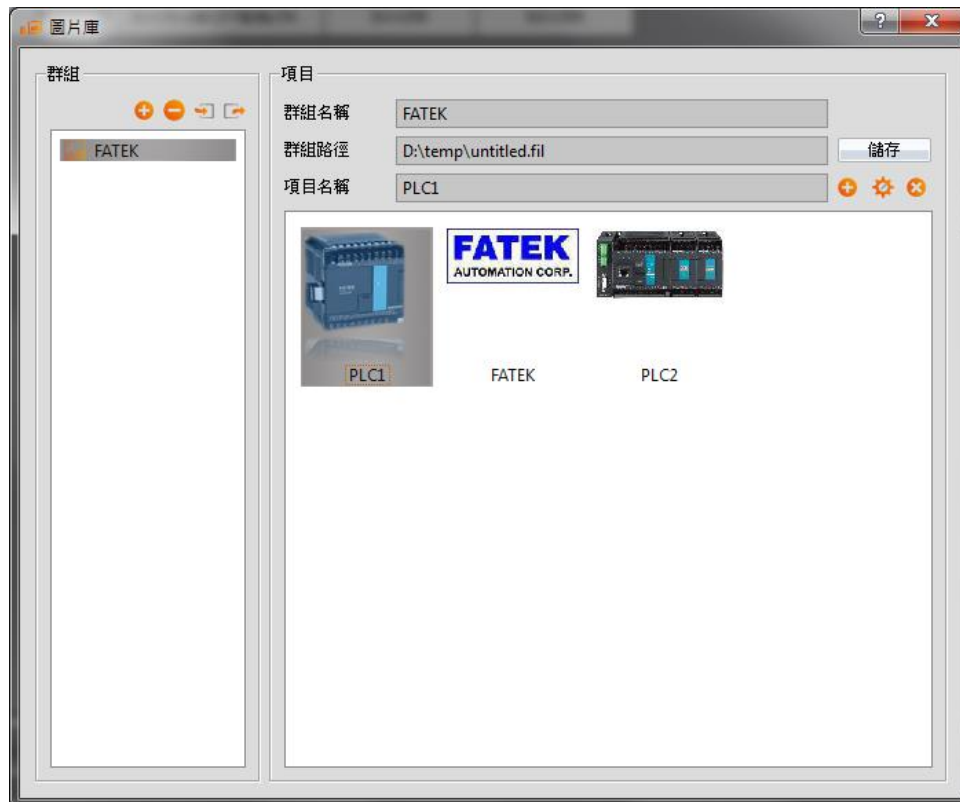 圖片庫
群組
FATEK
項目
群組名稱 FATEK
群組路徑 D:\temp\untitled.fil 儲存
項目名稱 PLC1
FATEK
AUTOMATION CORP.
PLC1 FATEK PLC2